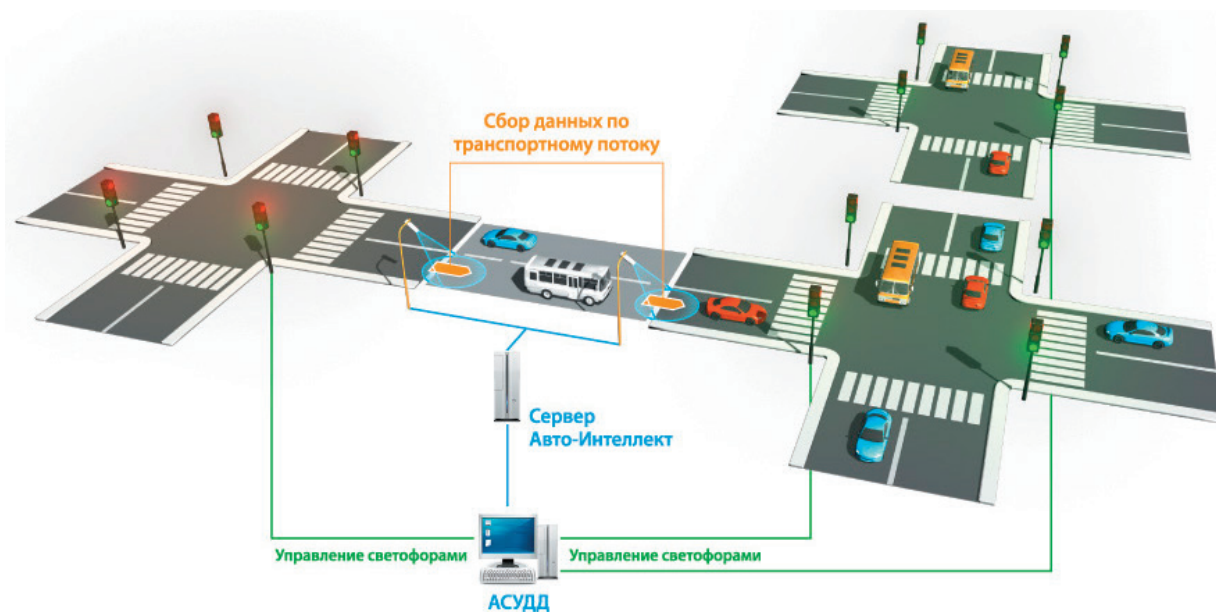 Сбор данных по
транспортному потоку
Сервер
Авто-Интеллект
Управление светофорами
Управление светофорами
АСУДД